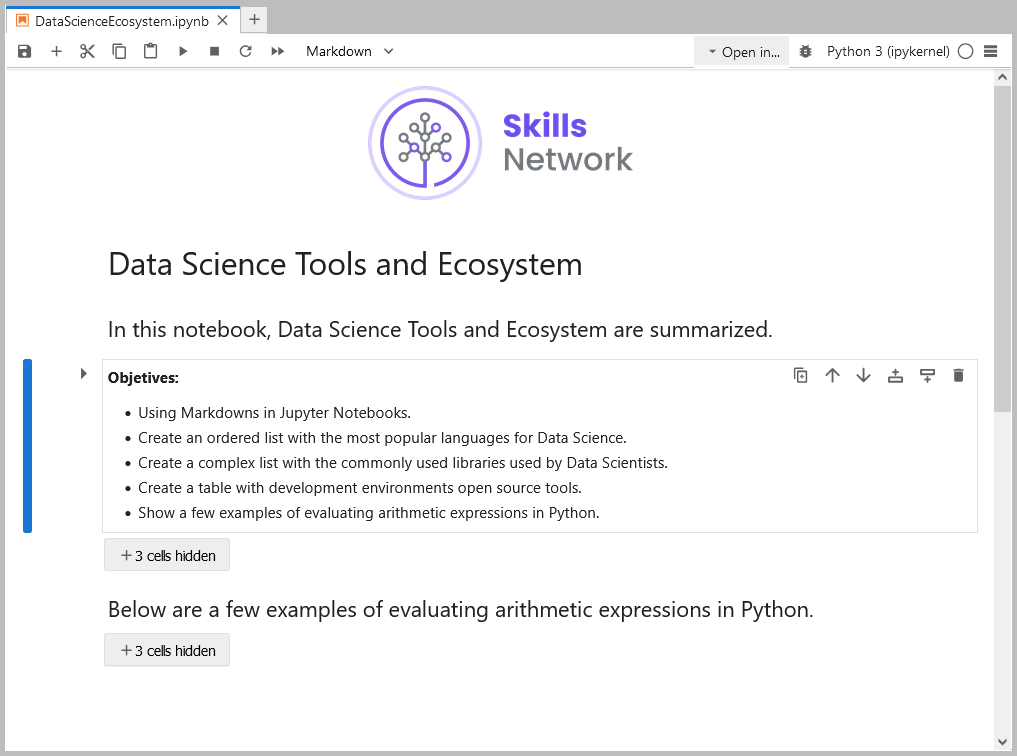 DataScienceEcosystem.ipynb
Markdown
Open in...
Python 3 (ipykernel)
Skills
Network
Data Science Tools and Ecosystem
In this notebook, Data Science Tools and Ecosystem are summarized.
Objetives:
• Using Markdowns in Jupyter Notebooks.
• Create an ordered list with the most popular languages for Data Science.
• Create a complex list with the commonly used libraries used by Data Scientists.
• Create a table with development environments open source tools.
• Show a few examples of evaluating arithmetic expressions in Python.
+ 3 cells hidden
Below are a few examples of evaluating arithmetic expressions in Python.
+ 3 cells hidden